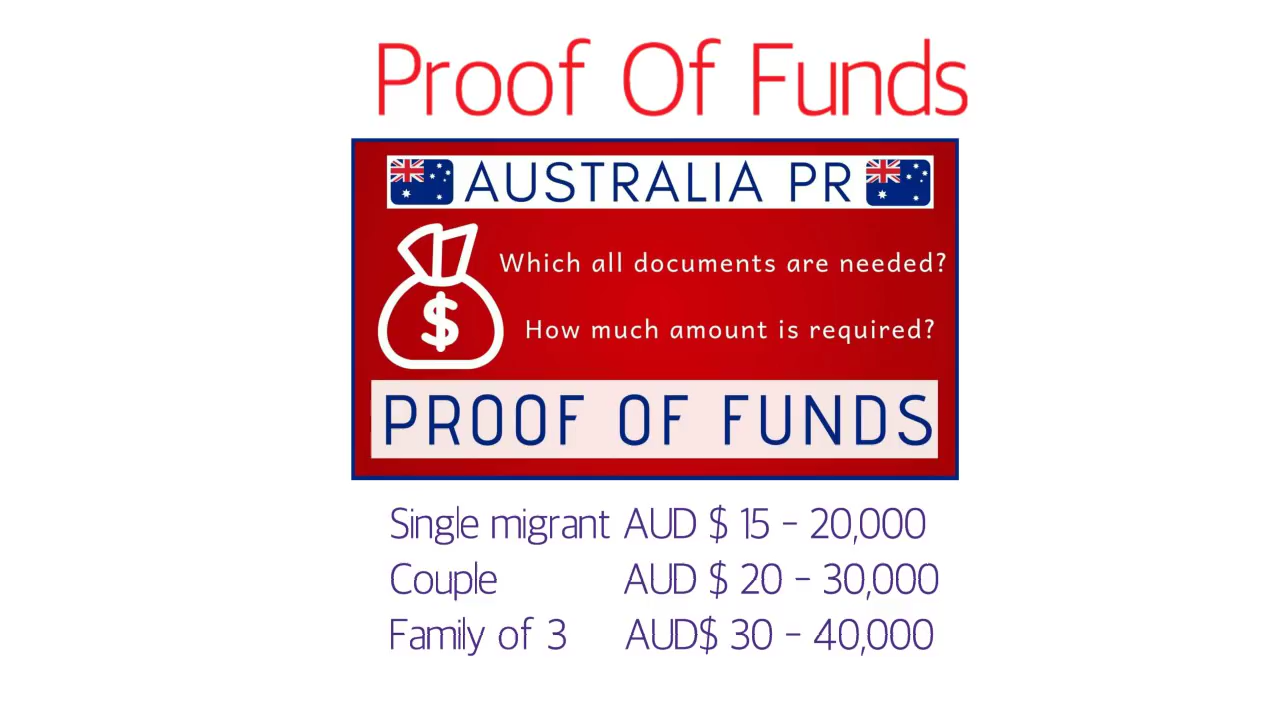 Proof Of Funds
AUSTRALIA PR
Which all documents are needed?
$
How much amount is required?
PROOF OF FUNDS
Single migrant AUD $ 15 - 20,000
Couple AUD $ 20 - 30,000
Family of 3 AUD$ 30 - 40,000